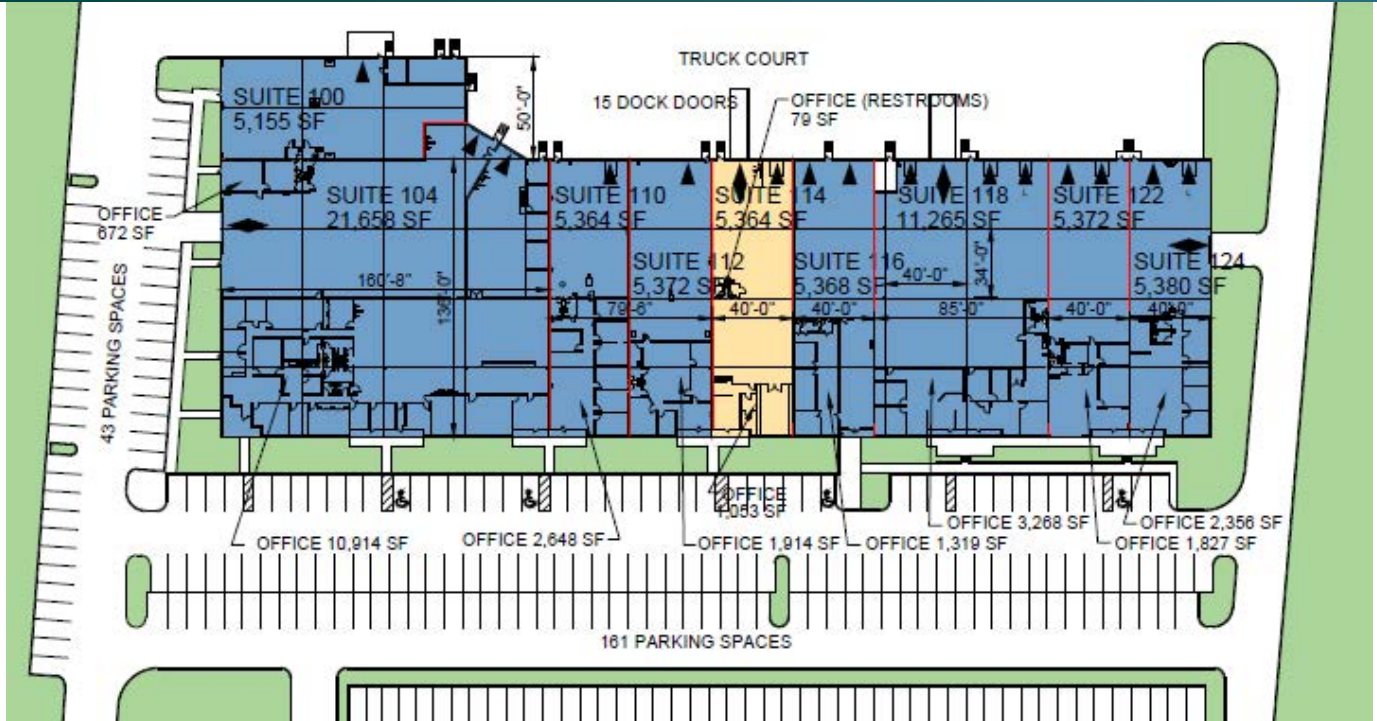 TRUCK COURT
SUITE 100
5,155 SF
50'-0"
15 DOCK DOORS
OFFICE (RESTROOMS)
79 SF
OFFICE
672 SF
SUITE 104
21,658 SF
SUITE 110
5,364 SF
SUITE 114
5,364 SF
SUITE 118
11,265 SF
SUITE 122
5,372 SF
SUITE 112
5,372 SF
SUITE 116
5,368 SF
SUITE 124
5,380 SF
160'-8"
136'-0"
79'-6"
40'-0"
40'-0"
40'-0"
34'-0"
85'-0"
40'-0"
40'-0"
43 PARKING SPACES
OFFICE
1,053 SF
OFFICE 10,914 SF
OFFICE 2,648 SF
OFFICE 1,914 SF
OFFICE 1,319 SF
OFFICE 3,268 SF
OFFICE 2,356 SF
OFFICE 1,827 SF
161 PARKING SPACES